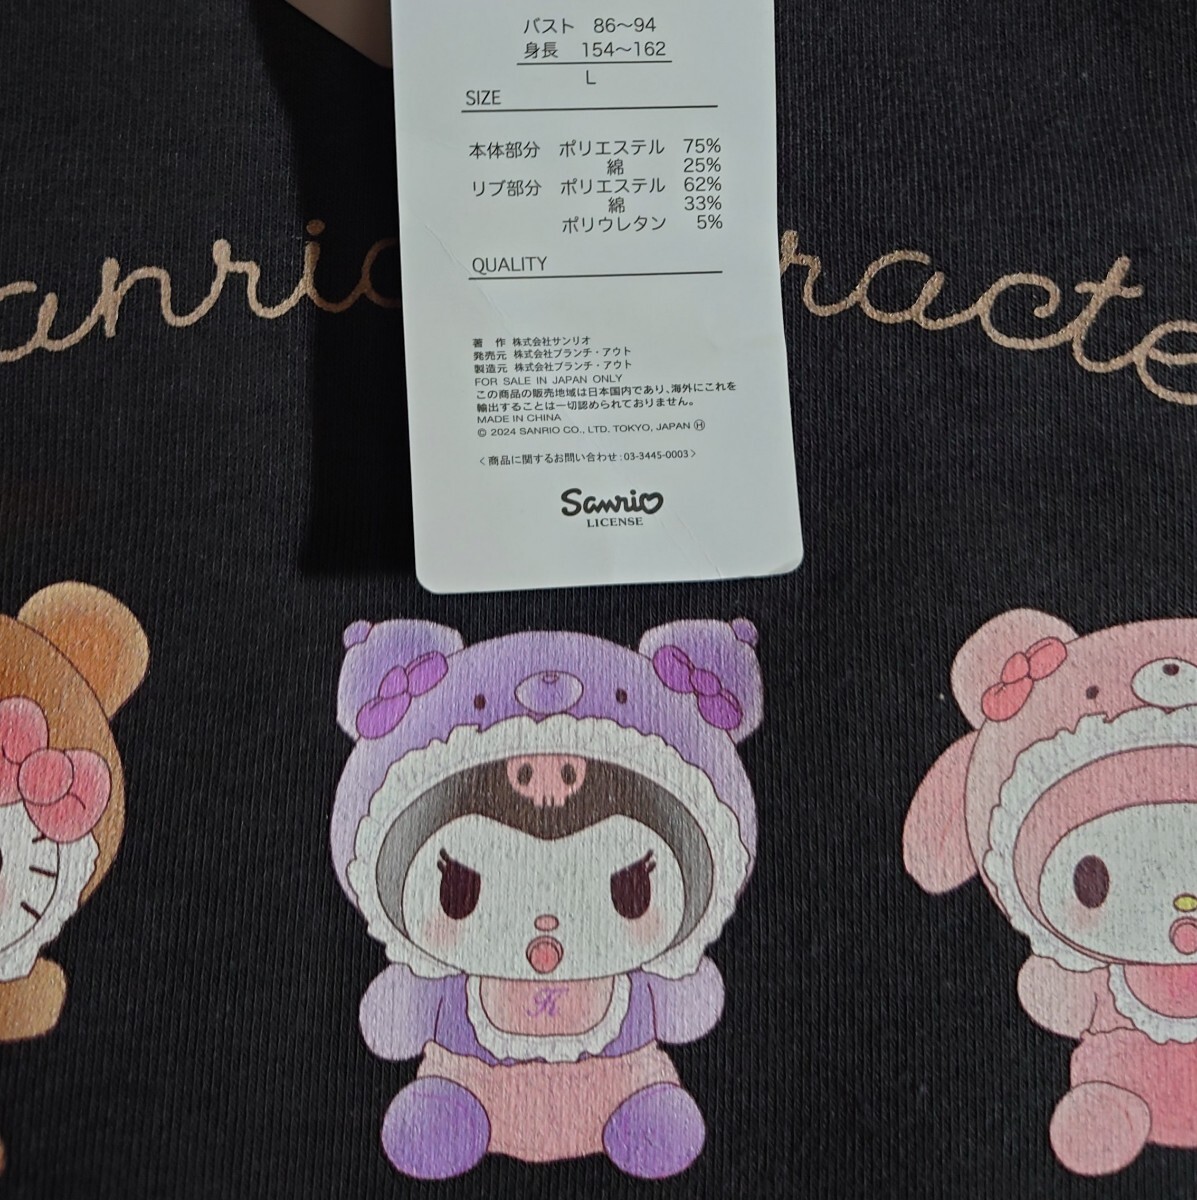 バスト 86〜94
身長 154〜162
L
SIZE
本体部分 ポリエステル 75%
綿 25%
リブ部分 ポリエステル 62%
綿 33%
ポリウレタン 5%
QUALITY
著 作 株式会社サンリオ
発売元 株式会社ブランチ・アウト
製造元 株式会社ブランチ・アウト
FOR SALE IN JAPAN ONLY
この商品の販売地域は日本国内であり、海外にこれを
輸出することは一切認められておりません。
MADE IN CHINA
© 2024 SANRIO CO., LTD. TOKYO, JAPAN Ⓗ
〈商品に関するお問い合わせ:03-3445-0003〉
Sanrio
LICENSE
anrio racte
K